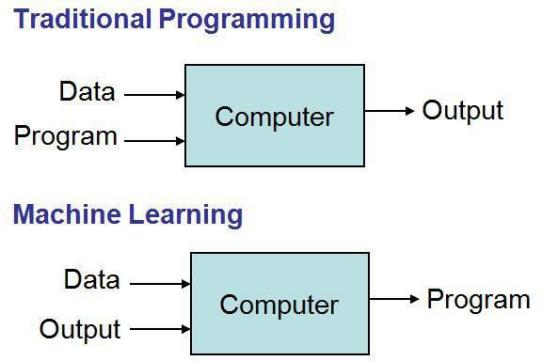 Traditional Programming
Data
Program
Computer
Output
Machine Learning
Data
Output
Computer
Program